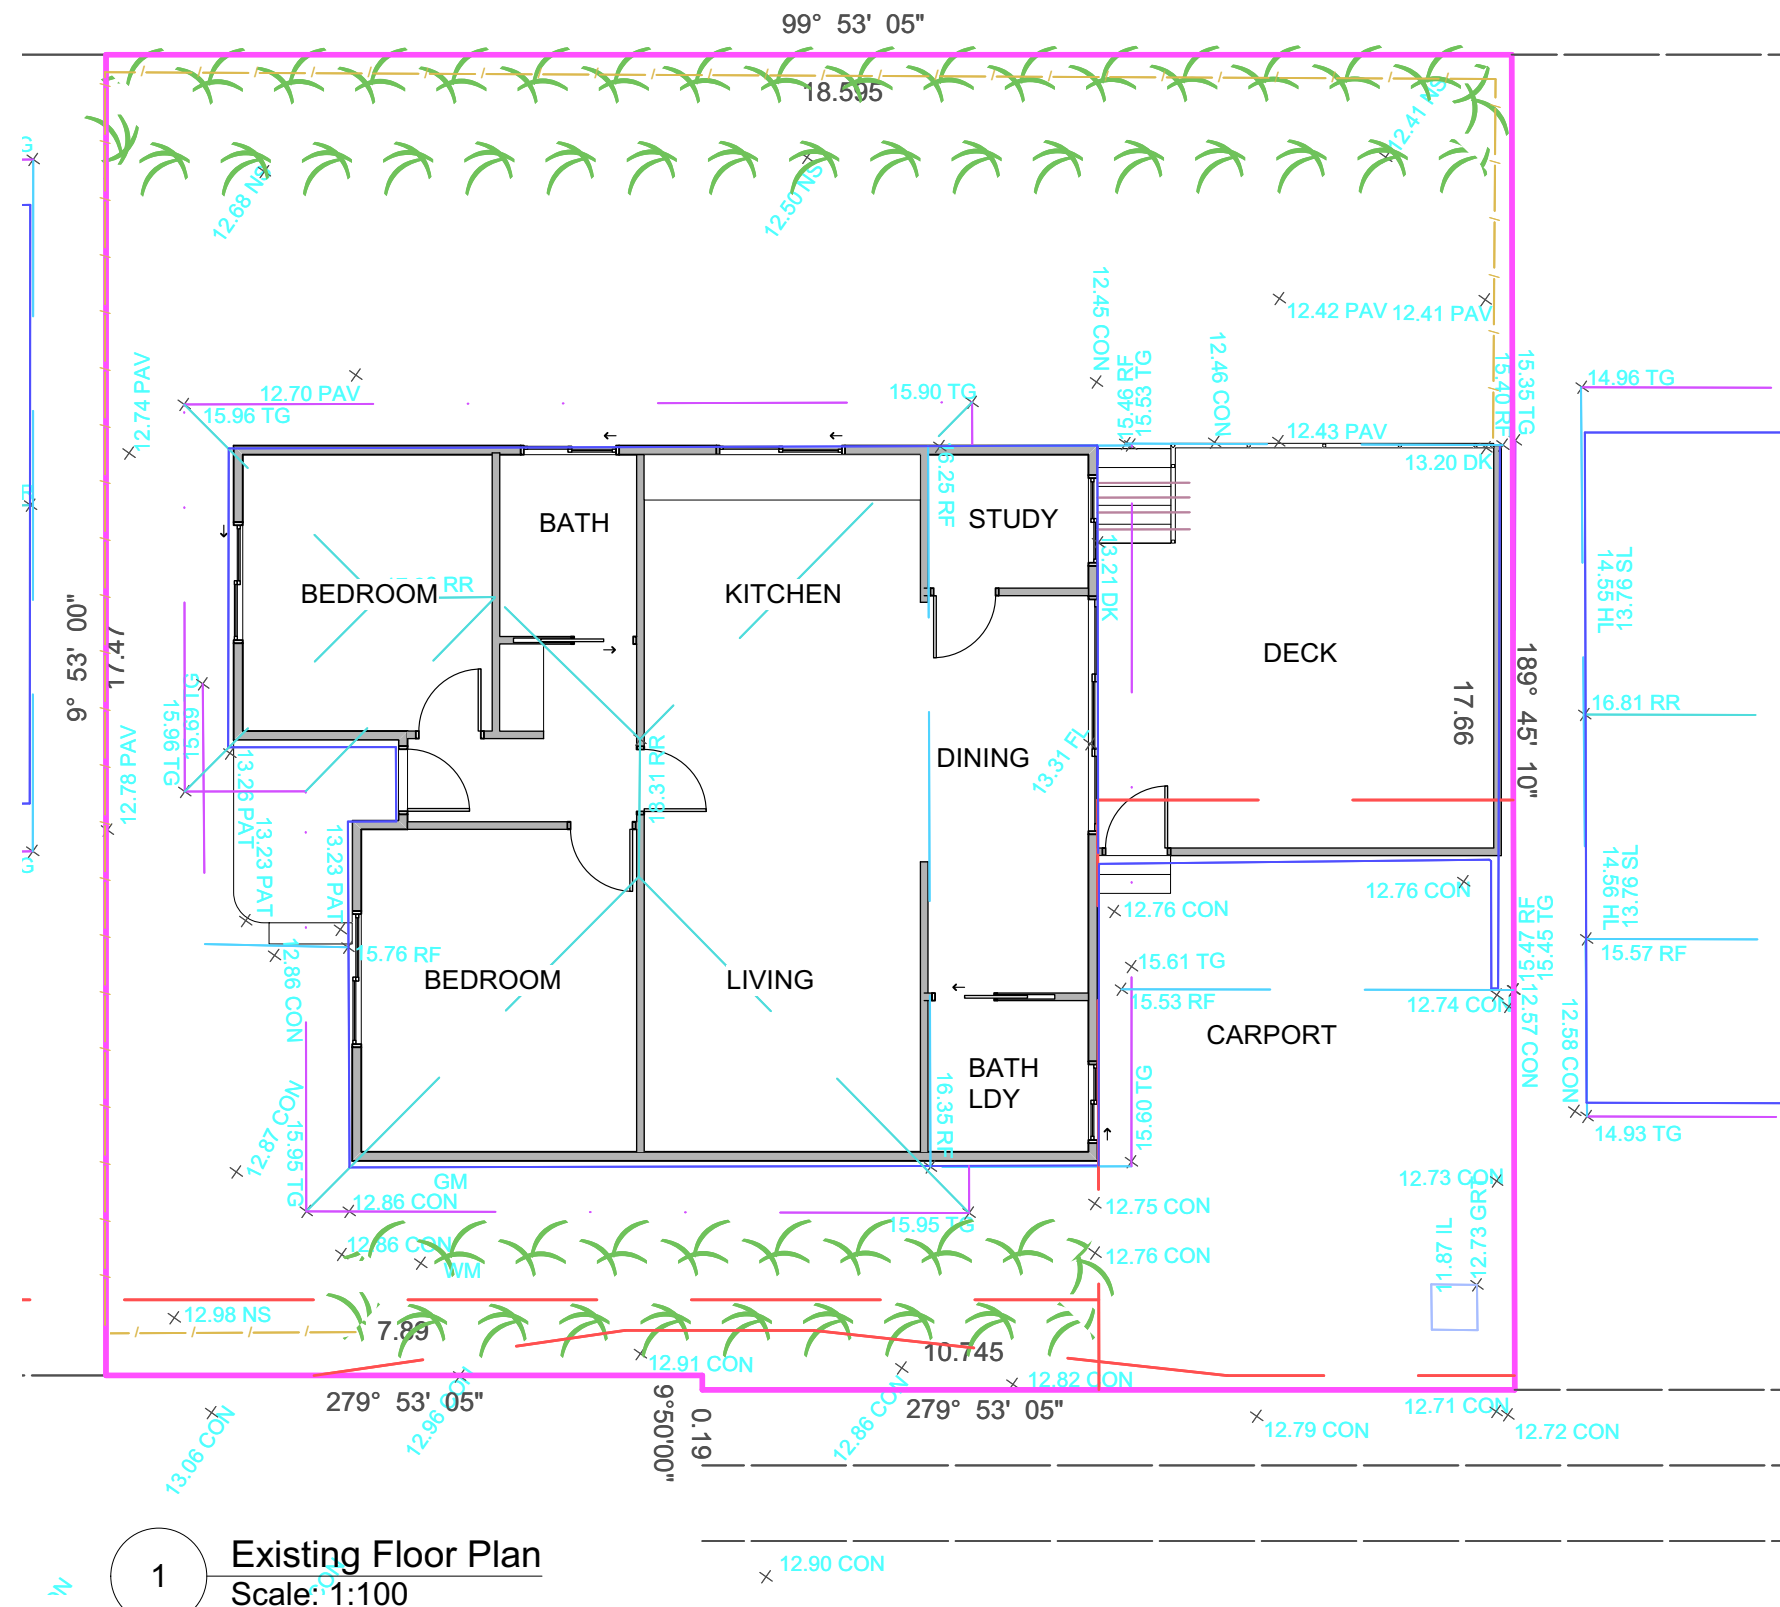 99° 53' 05"
18.595
12.41 NS
12.68 NS
12.50 NS
12.45 CON
12.42 PAV
12.41 PAV
12.74 PAV
12.70 PAV
15.96 TG
15.90 TG
15.46 RF
15.53 TG
12.46 CON
12.43 PAV
13.20 DK
15.40 RF
15.35 TG
14.96 TG
BATH
STUDY
16.25 RF
13.21 DK
BEDROOM
RR
KITCHEN
14.55 HL
13.97 SL
9° 53' 00"
17.47
DECK
189° 45' 10"
17.66
15.69 TG
15.96 TG
16.81 RR
12.78 PAV
13.26 PAT
13.23 PAT
13.23 PAT
16.31 RR
DINING
13.31 FL
12.76 CON
12.76 CON
14.56 HL
13.76 SL
15.76 RF
12.86 CON
BEDROOM
LIVING
15.61 TG
15.53 RF
12.74 CON
15.47 RF
15.45 TG
12.57 CON
15.57 RF
CARPORT
12.58 CON
BATH
LDY
16.35 RF
15.60 TG
14.93 TG
12.87 CON
15.95 TG
GM
12.86 CON
15.95 TG
12.75 CON
12.73 CON
12.86 CON
WM
12.76 CON
11.87 IL
12.73 GRT
12.98 NS
7.89
10.745
12.91 CON
12.82 CON
279° 53' 05"
12.96 CON
9°50'00"
0.19
12.86 CON
279° 53' 05"
12.71 CON
12.79 CON
12.72 CON
13.06 CON
1
Existing Floor Plan
Scale: 1:100
CON
W
12.90 CON